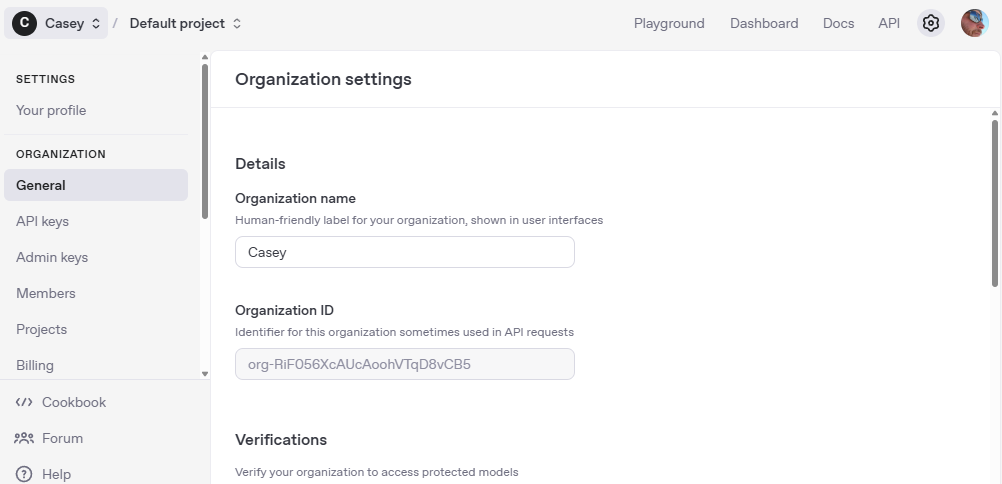 C Casey / Default project Playground Dashboard Docs API
SETTINGS
Your profile
ORGANIZATION
General
API keys
Admin keys
Members
Projects
Billing
Cookbook
Forum
Help
Organization settings
Details
Organization name
Human-friendly label for your organization, shown in user interfaces
Casey
Organization ID
Identifier for this organization sometimes used in API requests
org-RiF056XcAUcAoohVTqD8vCB5
Verifications
Verify your organization to access protected models